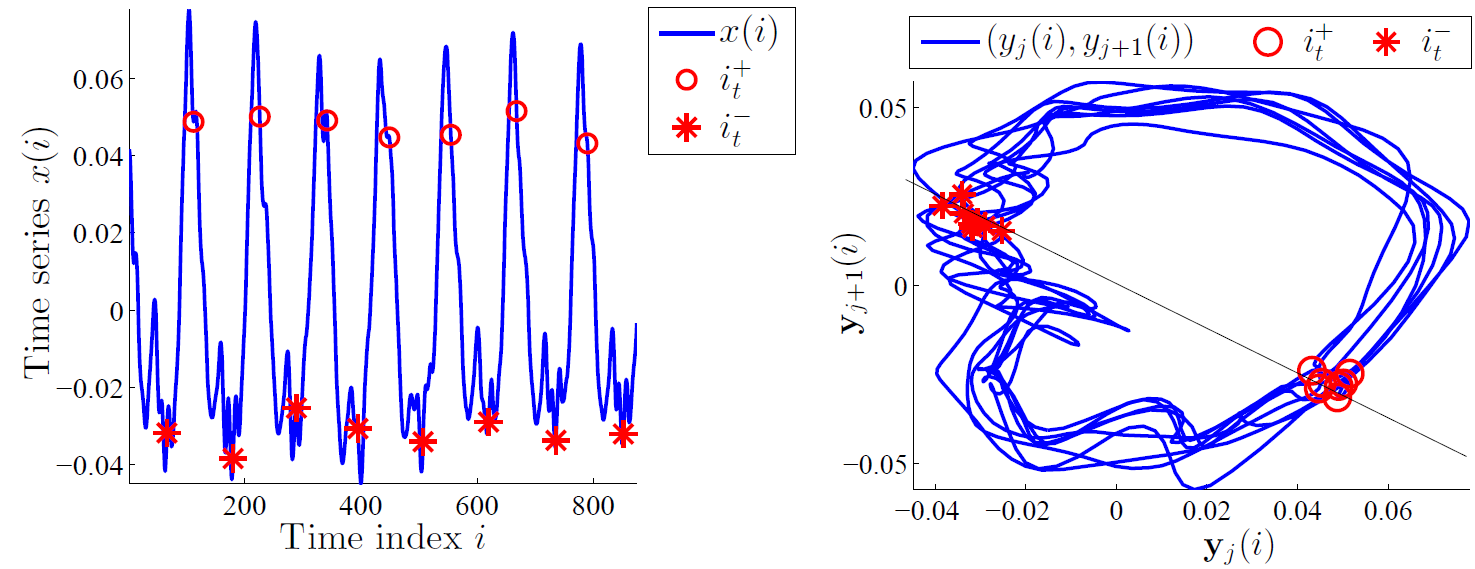 Time series x(i)
0.06
0.04
0.02
0
−0.02
−0.04
200
400
600
800
Time index i
x(i)
i_t^+
i_t^-
(y_j(i), y_{j+1}(i))
i_t^+
i_t^-
y_{j+1}(i)
0.05
0
−0.05
−0.04
−0.02
0
0.02
0.04
0.06
y_j(i)